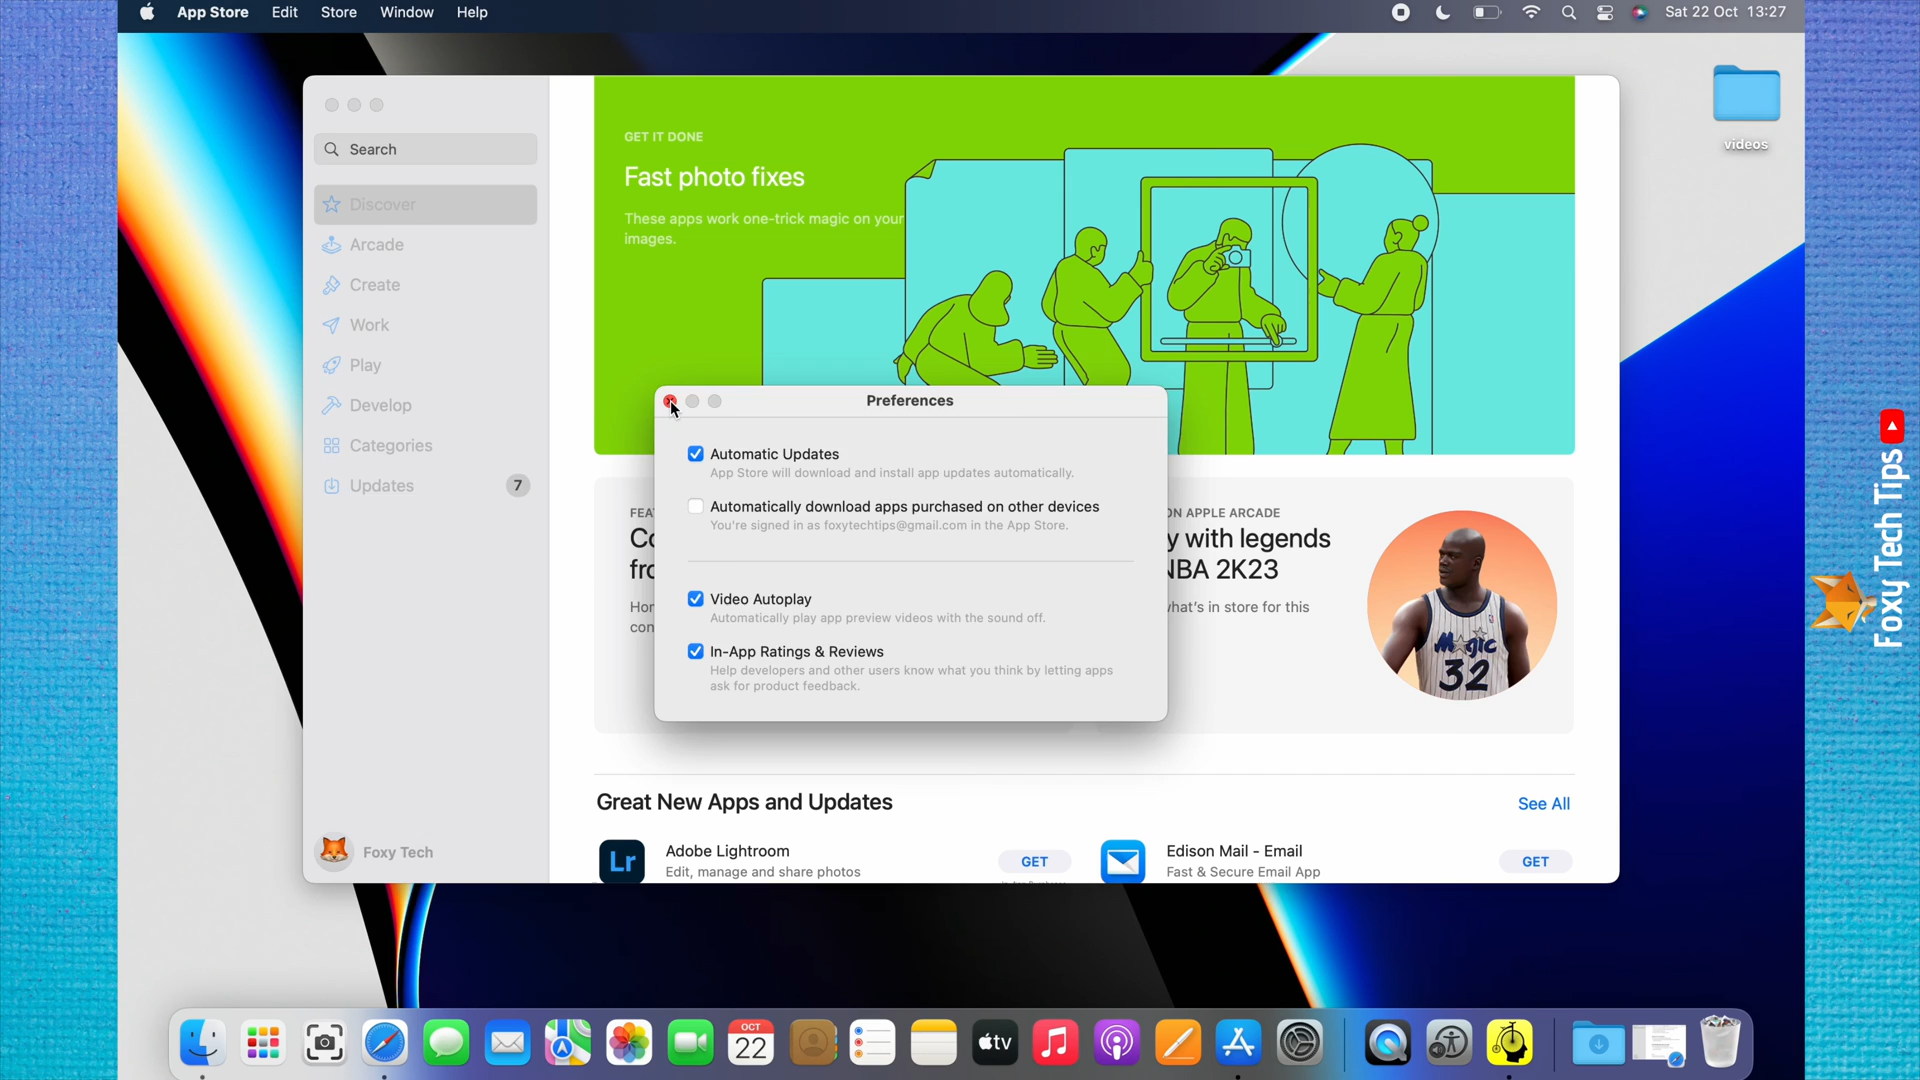 App Store Edit Store Window Help
Sat 22 Oct 13:27
videos
Search
Discover
Arcade
Create
Work
Play
Develop
Categories
Updates 7
Foxy Tech
GET IT DONE
Fast photo fixes
These apps work one-trick magic on your
images.
Preferences
Automatic Updates
App Store will download and install app updates automatically.
Automatically download apps purchased on other devices
You're signed in as foxytechtips@gmail.com in the App Store.
Video Autoplay
Automatically play app preview videos with the sound off.
In-App Ratings & Reviews
Help developers and other users know what you think by letting apps
ask for product feedback.
ON APPLE ARCADE
y with legends
NBA 2K23
what's in store for this
Magic
32
Great New Apps and Updates
See All
Lr
Adobe Lightroom
Edit, manage and share photos
GET
Edison Mail - Email
Fast & Secure Email App
GET
OCT
22
tv
Foxy Tech Tips